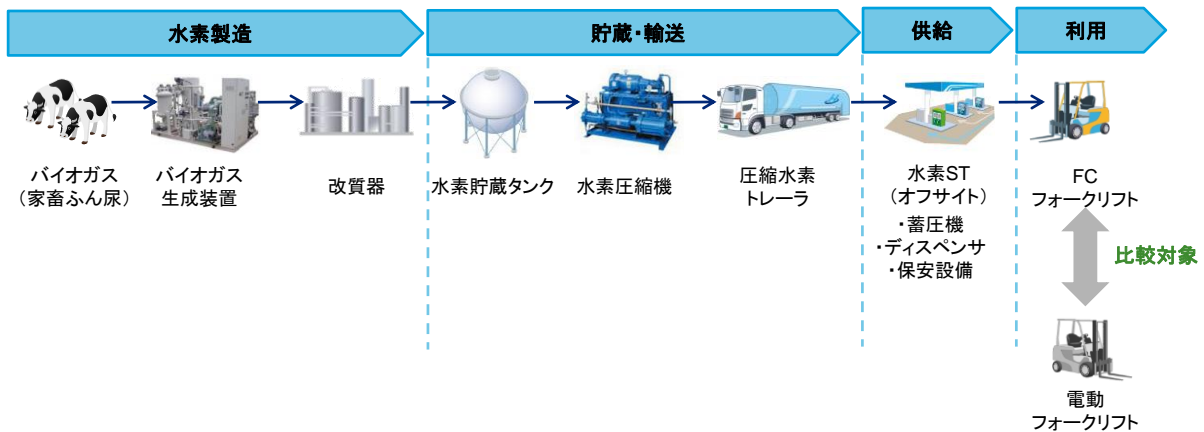 水素製造
貯蔵・輸送
供給
利用
バイオガス
（家畜ふん尿）
バイオガス
生成装置
改質器
水素貯蔵タンク
水素圧縮機
圧縮水素
トレーラ
水素ST
（オフサイト）
・蓄圧機
・ディスペンサ
・保安設備
FC
フォークリフト
比較対象
電動
フォークリフト